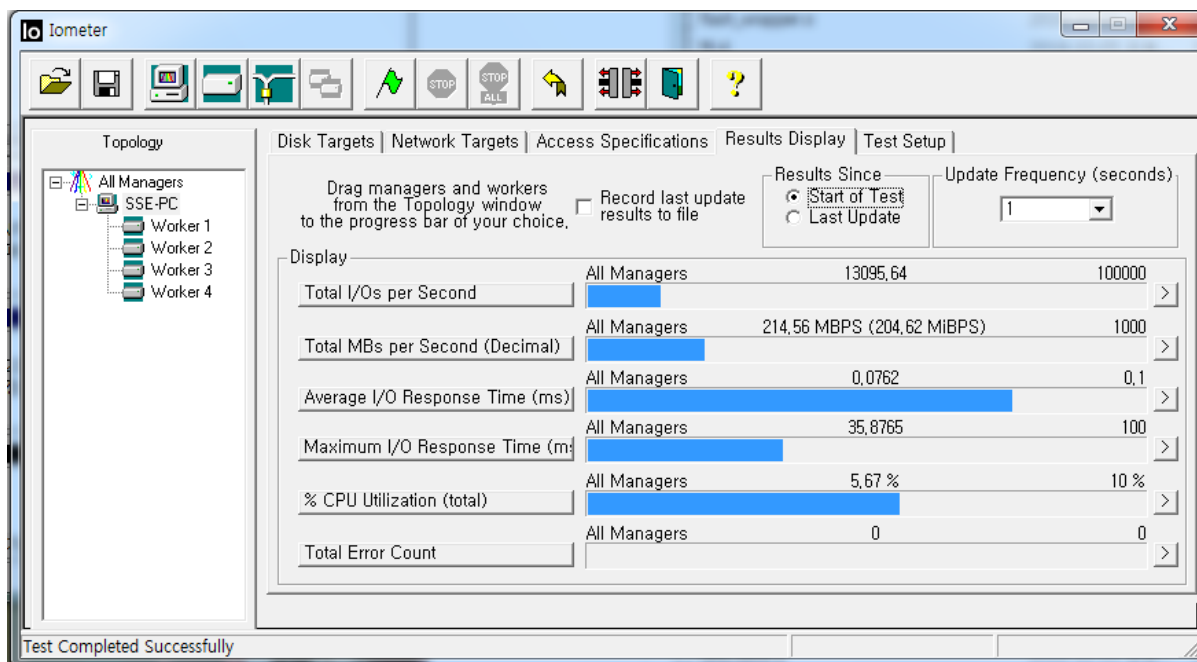 Io Iometer
STOP
STOP
ALL
?
Topology
All Managers
SSE-PC
Worker 1
Worker 2
Worker 3
Worker 4
Disk Targets
Network Targets
Access Specifications
Results Display
Test Setup
Drag managers and workers
from the Topology window
to the progress bar of your choice.
Record last update
results to file
Results Since
Start of Test
Last Update
Update Frequency (seconds)
1
Display
Total I/Os per Second
All Managers 13095.64 100000
>
Total MBs per Second (Decimal)
All Managers 214.56 MBPS (204.62 MiBPS) 1000
>
Average I/O Response Time (ms)
All Managers 0.0762 0.1
>
Maximum I/O Response Time (m
All Managers 35.8765 100
>
% CPU Utilization (total)
All Managers 5.67 % 10 %
>
Total Error Count
All Managers 0 0
>
Test Completed Successfully